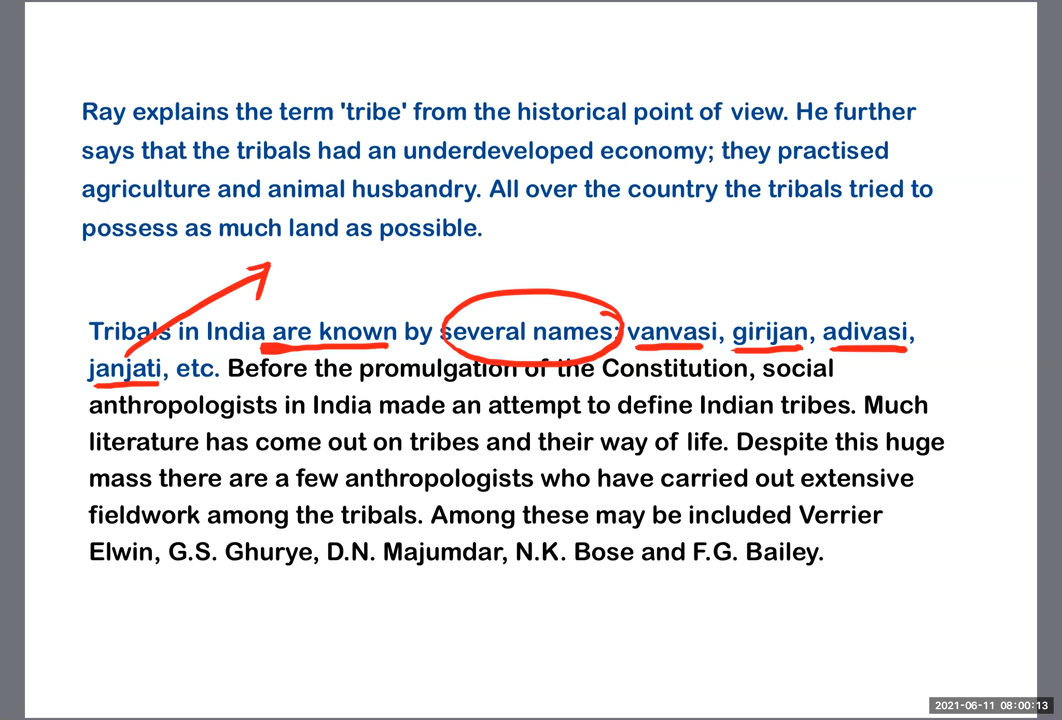 Ray explains the term 'tribe' from the historical point of view. He further
says that the tribals had an underdeveloped economy; they practised
agriculture and animal husbandry. All over the country the tribals tried to
possess as much land as possible.
Tribals in India are known by several names: vanvasi, girijan, adivasi,
janjati, etc. Before the promulgation of the Constitution, social
anthropologists in India made an attempt to define Indian tribes. Much
literature has come out on tribes and their way of life. Despite this huge
mass there are a few anthropologists who have carried out extensive
fieldwork among the tribals. Among these may be included Verrier
Elwin, G.S. Ghurye, D.N. Majumdar, N.K. Bose and F.G. Bailey.
2021-06-11 08:00:13